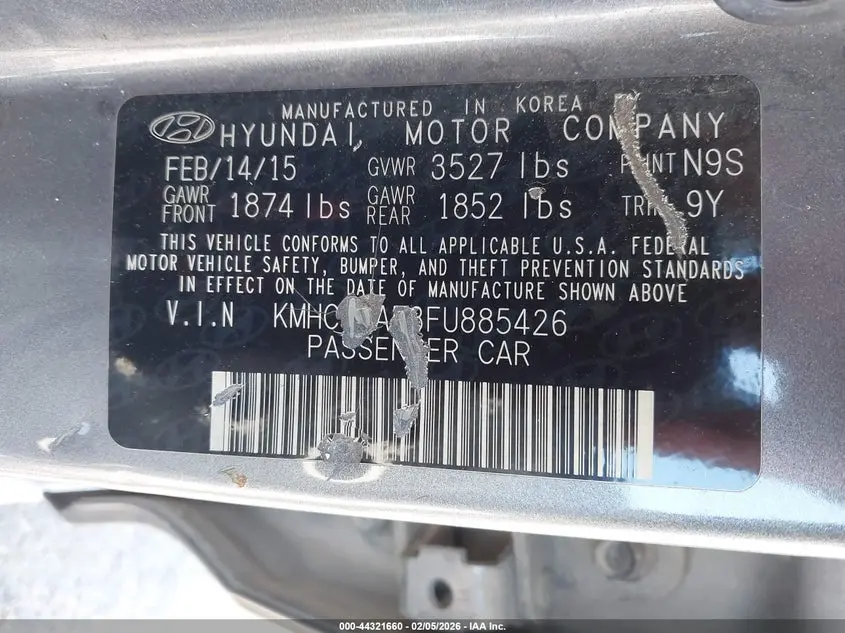 MANUFACTURED IN KOREA
HYUNDAI MOTOR COMPANY
FEB/14/15 GVWR 3527 lbs PAINT N9S
GAWR FRONT 1874 lbs GAWR REAR 1852 lbs TRIM 9Y
THIS VEHICLE CONFORMS TO ALL APPLICABLE U.S.A. FEDERAL
MOTOR VEHICLE SAFETY, BUMPER, AND THEFT PREVENTION STANDARDS
IN EFFECT ON THE DATE OF MANUFACTURE SHOWN ABOVE
V.I.N
PASSENGER CAR
000-44321660 - 02/05/2026 - IAA Inc.